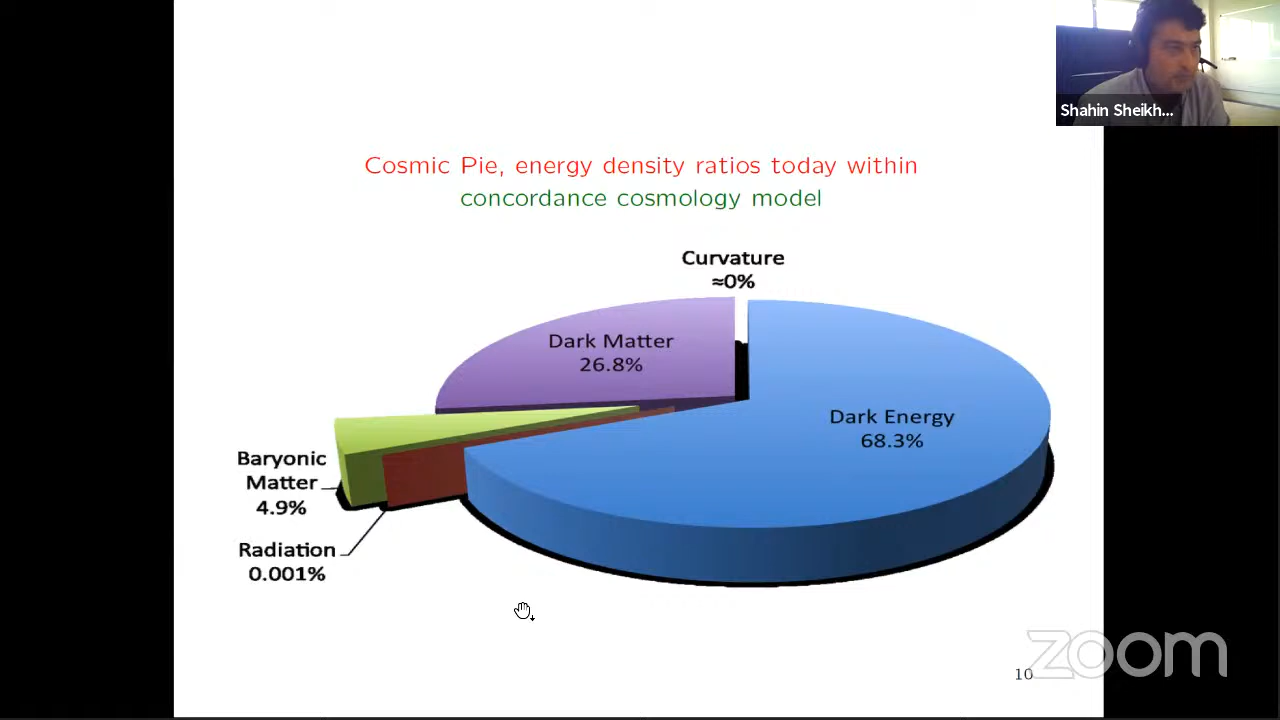 Shahin Sheikh...
Cosmic Pie, energy density ratios today within
concordance cosmology model
Curvature
≈0%
Dark Matter
26.8%
Dark Energy
68.3%
Baryonic
Matter
4.9%
Radiation
0.001%
10
zoom